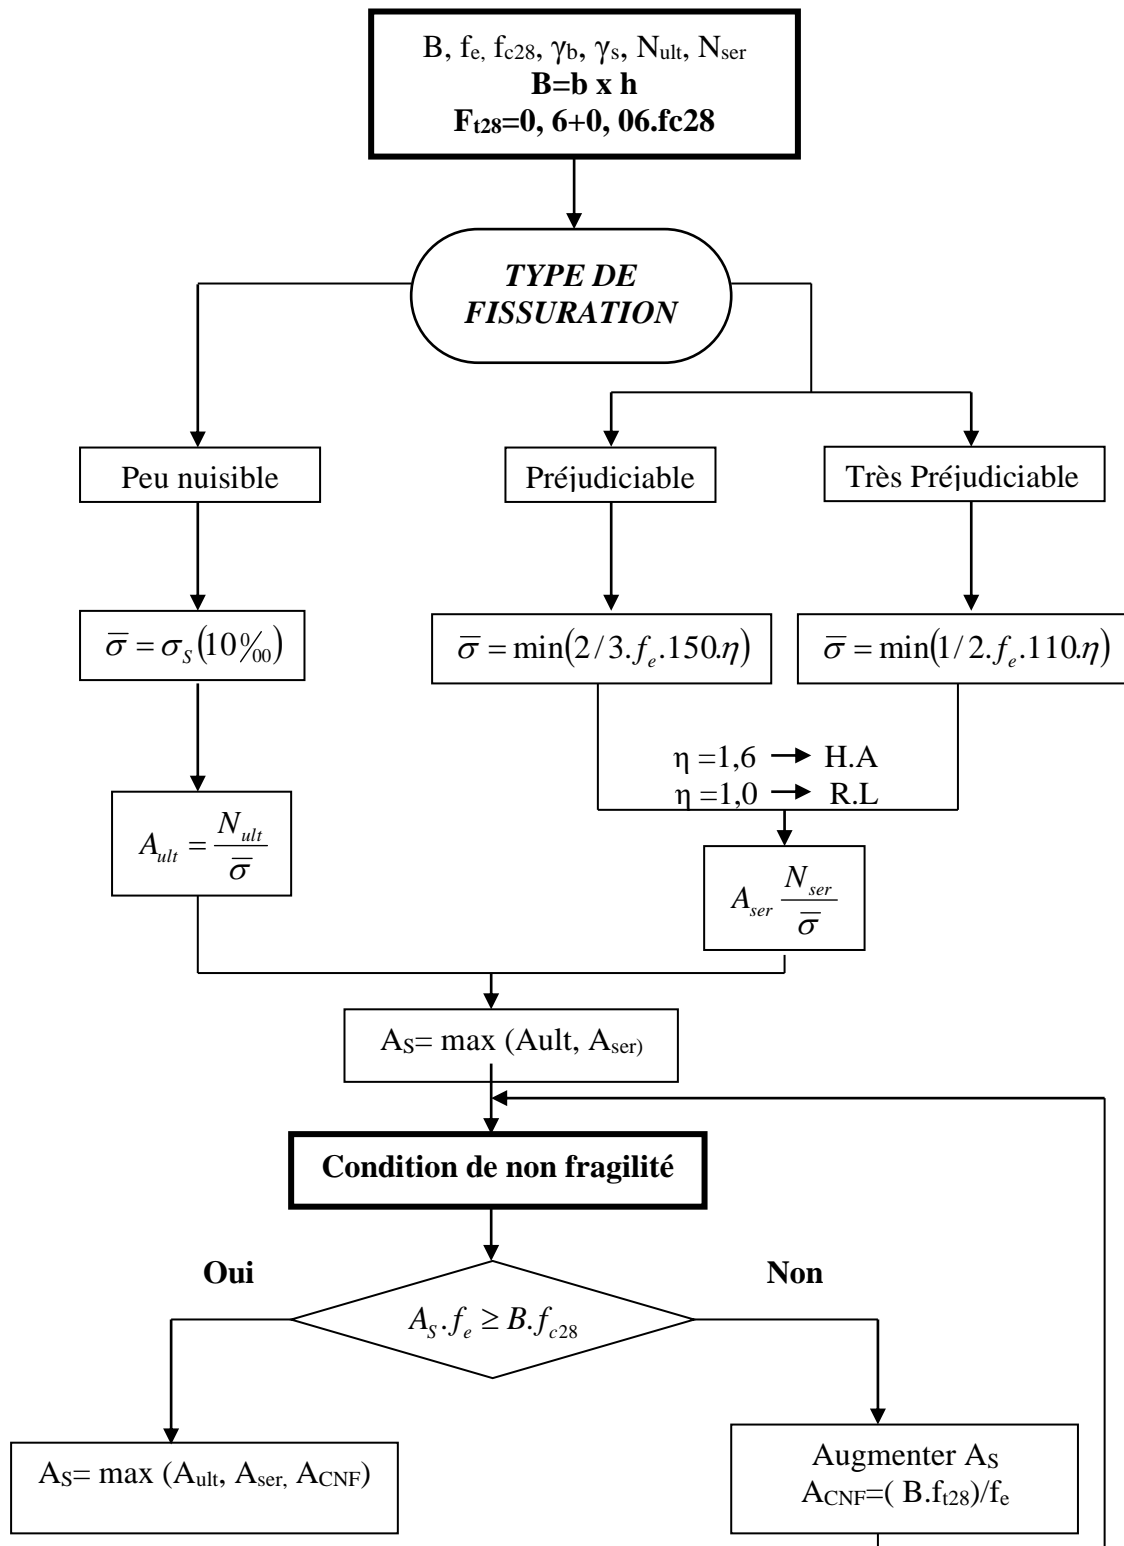 B, fe, fc28, γb, γs, Nult, Nser
B=b x h
Ft28=0, 6+0, 06.fc28
TYPE DE
FISSURATION
Peu nuisible
Préjudiciable
Très Préjudiciable
σ̅ = σS(10‰)
σ̅ = min(2/3.fe.150.η)
σ̅ = min(1/2.fe.110.η)
η =1,6 → H.A
η =1,0 → R.L
Ault = Nult / σ̅
Aser Nser / σ̅
AS= max (Ault, Aser)
Condition de non fragilité
Oui
Non
AS.fe ≥ B.fc28
AS= max (Ault, Aser, ACNF)
Augmenter AS
ACNF=( B.ft28)/fe